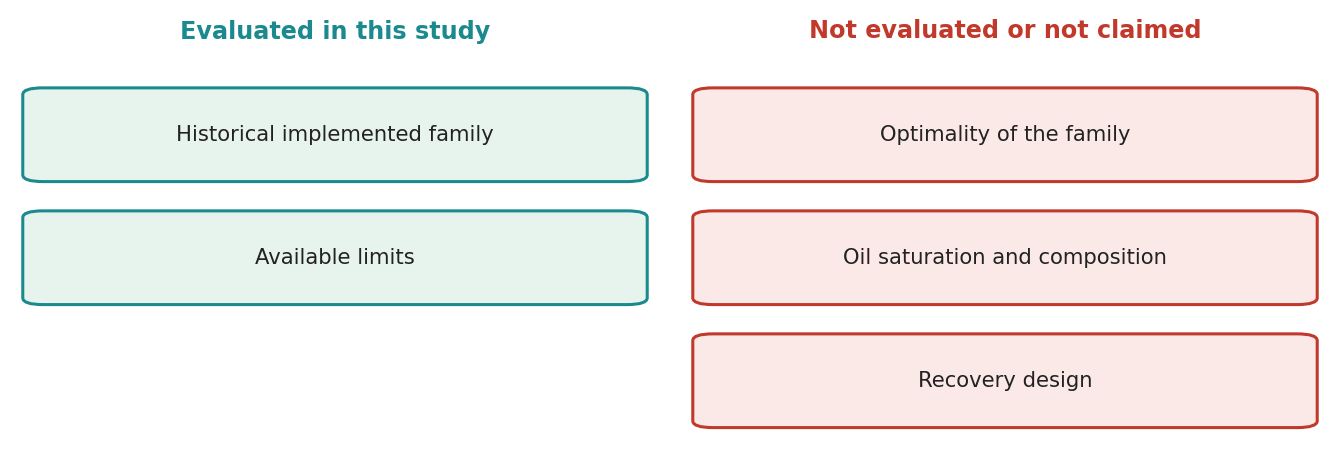 Evaluated in this study
Historical implemented family
Available limits
Not evaluated or not claimed
Optimality of the family
Oil saturation and composition
Recovery design